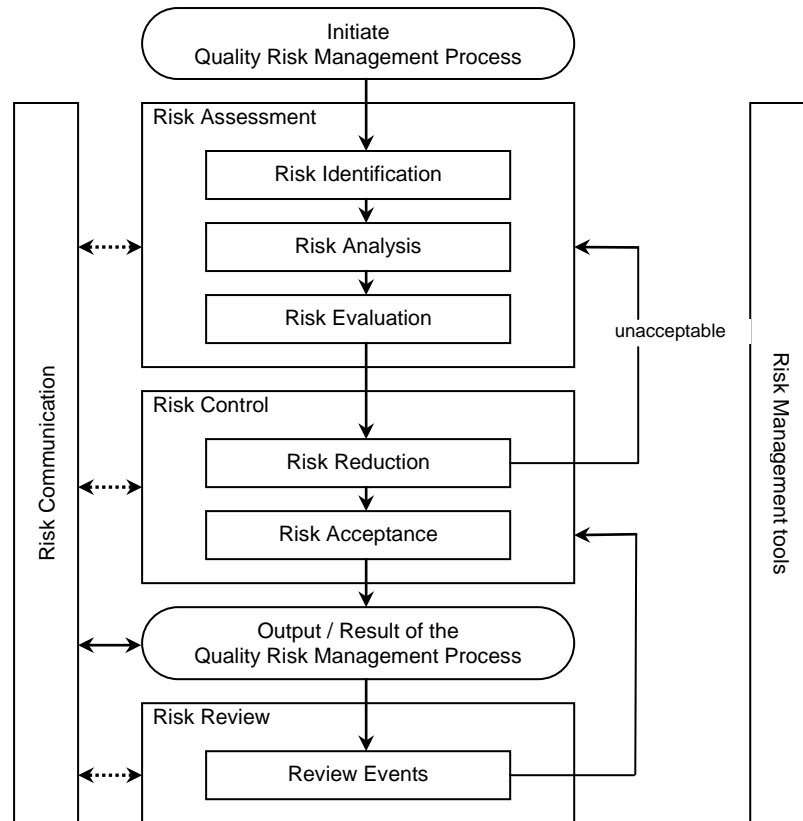 Initiate
Quality Risk Management Process
Risk Assessment
Risk Identification
Risk Analysis
Risk Evaluation
unacceptable
Risk Control
Risk Reduction
Risk Acceptance
Output / Result of the
Quality Risk Management Process
Risk Review
Review Events
Risk Communication
Risk Management tools